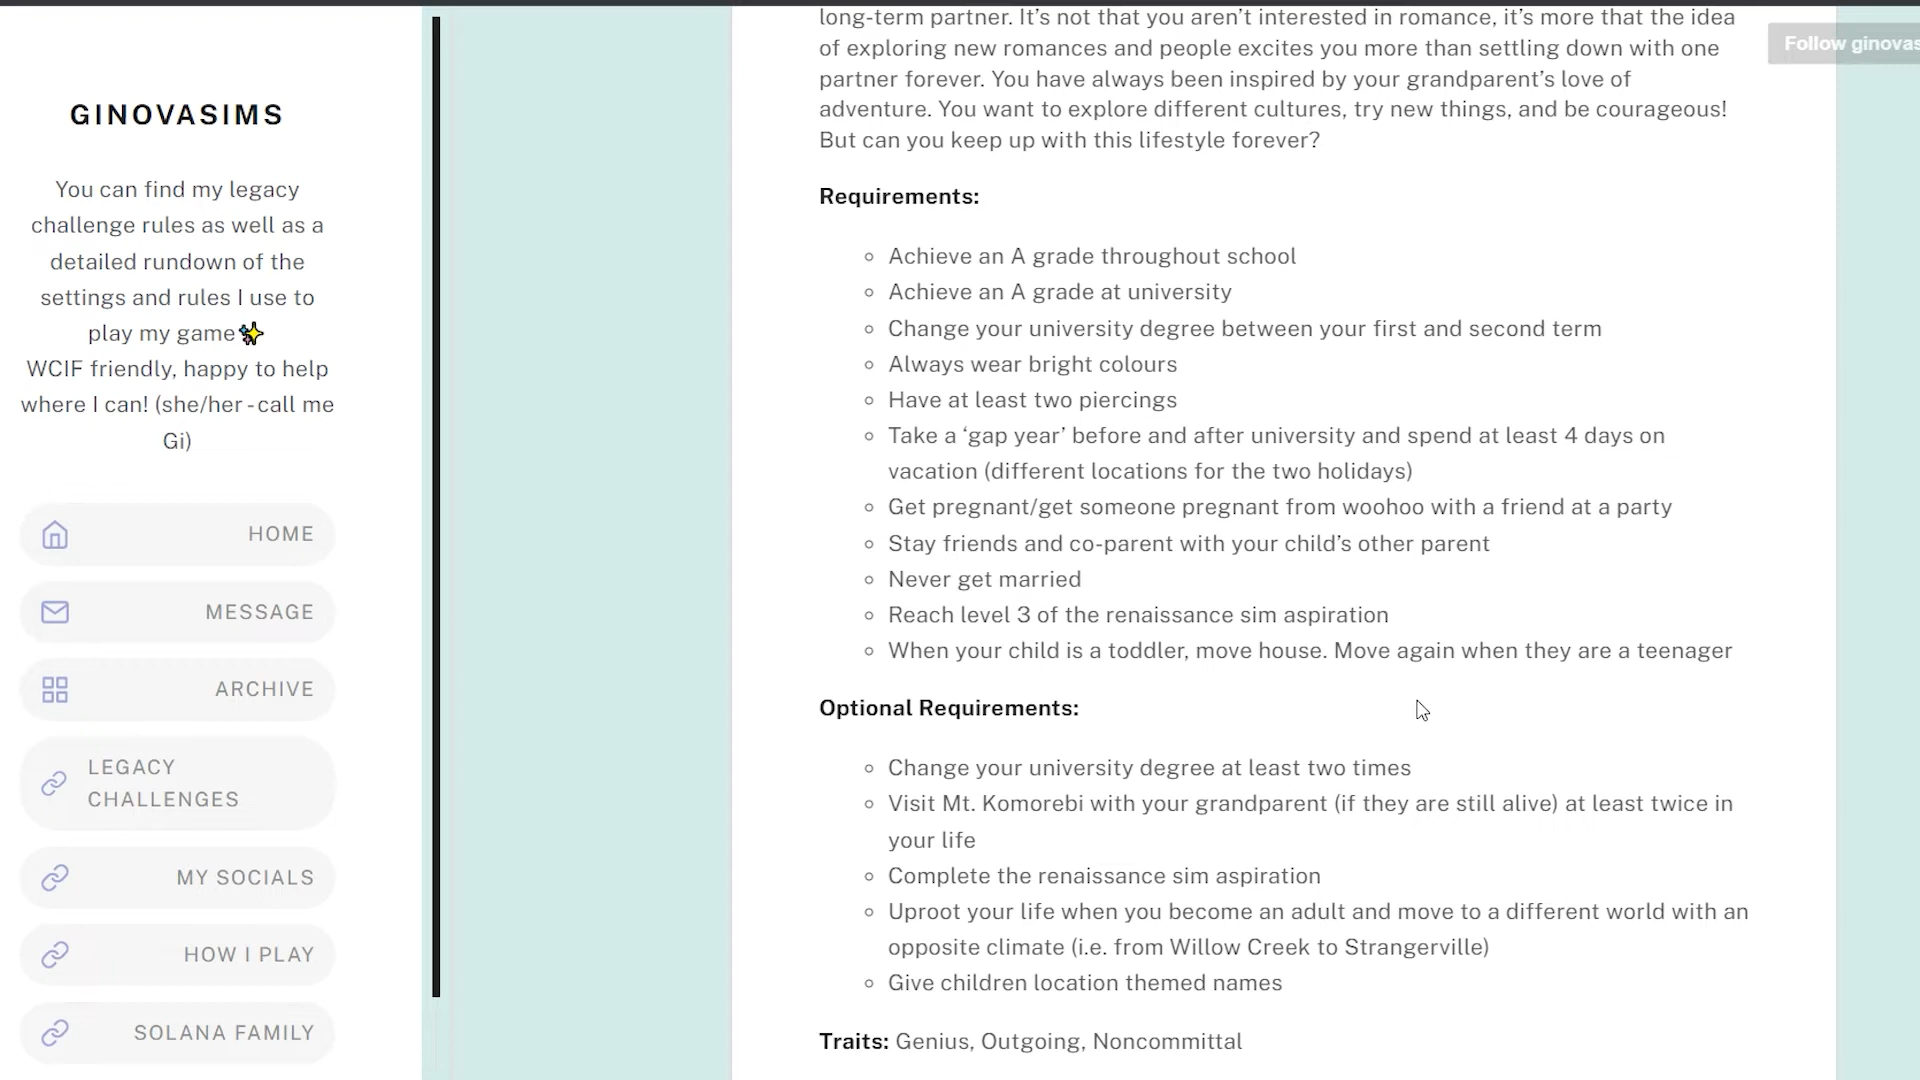 GINOVASIMS
You can find my legacy
challenge rules as well as a
detailed rundown of the
settings and rules I use to
play my game✨
WCIF friendly, happy to help
where I can! (she/her - call me
Gi)
HOME
MESSAGE
ARCHIVE
LEGACY
CHALLENGES
MY SOCIALS
HOW I PLAY
SOLANA FAMILY
long-term partner. It’s not that you aren’t interested in romance, it’s more that the idea
of exploring new romances and people excites you more than settling down with one
partner forever. You have always been inspired by your grandparent’s love of
adventure. You want to explore different cultures, try new things, and be courageous!
But can you keep up with this lifestyle forever?
Requirements:
Achieve an A grade throughout school
Achieve an A grade at university
Change your university degree between your first and second term
Always wear bright colours
Have at least two piercings
Take a ‘gap year’ before and after university and spend at least 4 days on
vacation (different locations for the two holidays)
Get pregnant/get someone pregnant from woohoo with a friend at a party
Stay friends and co-parent with your child’s other parent
Never get married
Reach level 3 of the renaissance sim aspiration
When your child is a toddler, move house. Move again when they are a teenager
Optional Requirements:
Change your university degree at least two times
Visit Mt. Komorebi with your grandparent (if they are still alive) at least twice in
your life
Complete the renaissance sim aspiration
Uproot your life when you become an adult and move to a different world with an
opposite climate (i.e. from Willow Creek to Strangerville)
Give children location themed names
Traits: Genius, Outgoing, Noncommittal
Follow ginovas